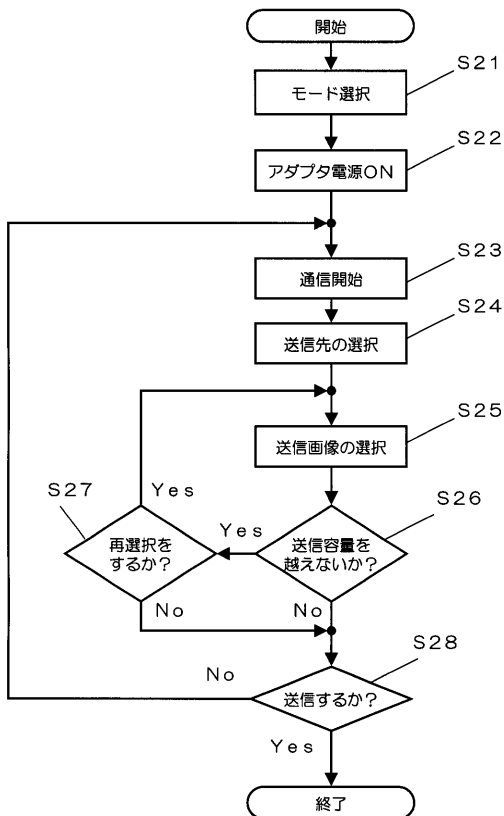 開始
S21
モード選択
S22
アダプタ電源ON
S23
通信開始
S24
送信先の選択
S25
送信画像の選択
S27
Yes
S26
再選択を
するか?
Yes
送信容量を
越えないか?
No
No
S28
No
送信するか?
Yes
終了